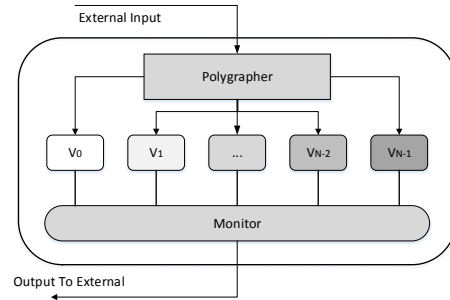 External Input
Polygrapher
V0
V1
...
VN-2
VN-1
Monitor
Output To External